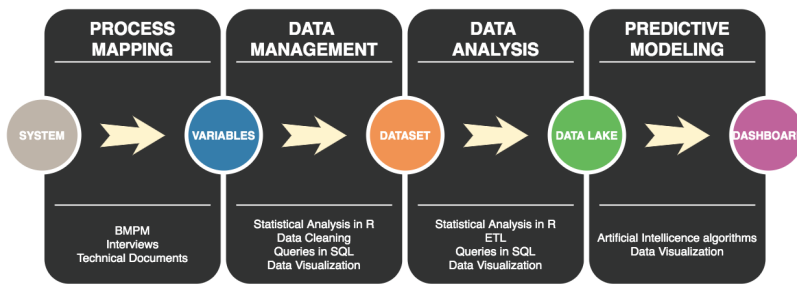 PROCESS
MAPPING
DATA
MANAGEMENT
DATA
ANALYSIS
PREDICTIVE
MODELING
SYSTEM
VARIABLES
DATASET
DATA LAKE
DASHBOARD
BMPM
Interviews
Technical Documents
Statistical Analysis in R
Data Cleaning
Queries in SQL
Data Visualization
Statistical Analysis in R
ETL
Queries in SQL
Data Visualization
Artificial Intellicence algorithms
Data Visualization